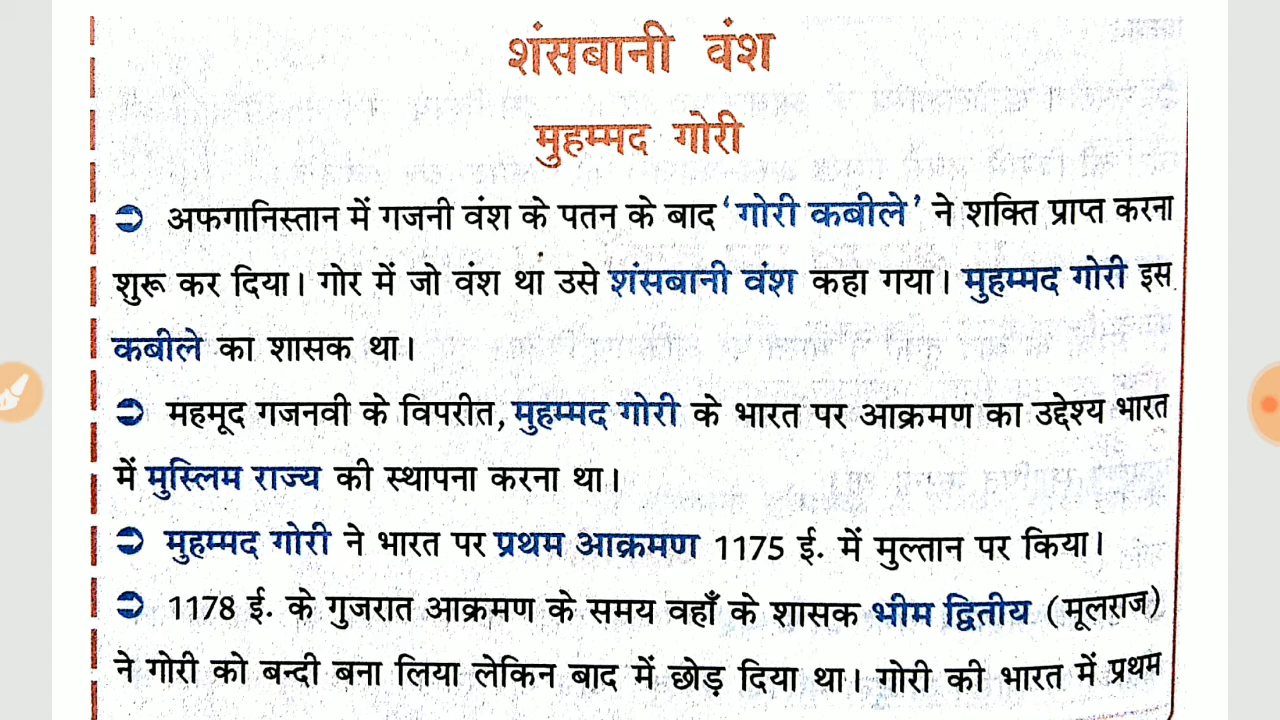 शंसबानी वंश
मुहम्मद गोरी
➲ अफगानिस्तान में गजनी वंश के पतन के बाद ‘गोरी कबीले’ ने शक्ति प्राप्त करना
शुरू कर दिया। गोर में जो वंश था उसे शंसबानी वंश कहा गया। मुहम्मद गोरी इस
कबीले का शासक था।
➲ महमूद गजनवी के विपरीत, मुहम्मद गोरी के भारत पर आक्रमण का उद्देश्य भारत
में मुस्लिम राज्य की स्थापना करना था।
➲ मुहम्मद गोरी ने भारत पर प्रथम आक्रमण 1175 ई. में मुल्तान पर किया।
➲ 1178 ई. के गुजरात आक्रमण के समय वहाँ के शासक भीम द्वितीय (मूलराज)
ने गोरी को बन्दी बना लिया लेकिन बाद में छोड़ दिया था। गोरी की भारत में प्रथम